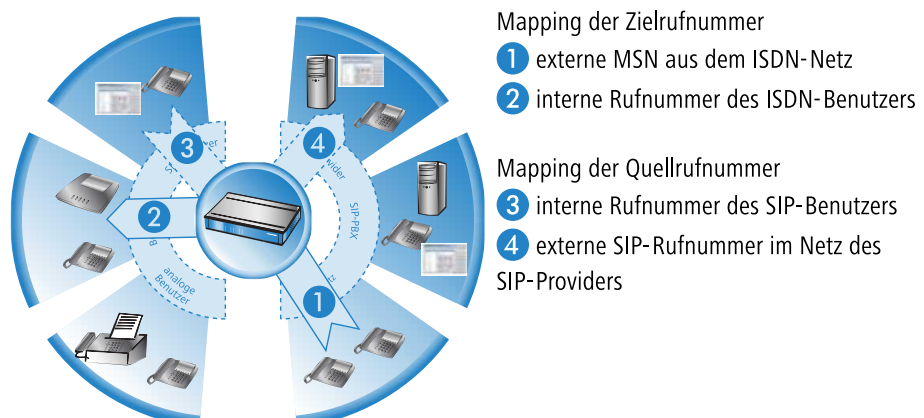 Mapping der Zielrufnummer
1 externe MSN aus dem ISDN-Netz
2 interne Rufnummer des ISDN-Benutzers
Mapping der Quellrufnummer
3 interne Rufnummer des SIP-Benutzers
4 externe SIP-Rufnummer im Netz des
SIP-Providers
3
4
2
SIP-PBX
analoge
Benutzer
1